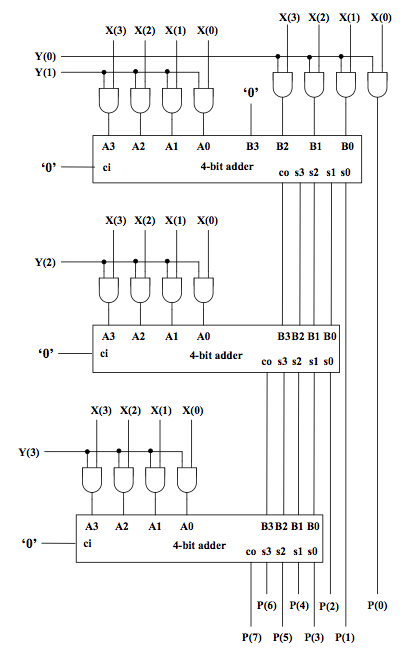 X(3) X(2) X(1) X(0)
X(3) X(2) X(1) X(0)
Y(0)
Y(1)
‘0’
A3 A2 A1 A0 B3 B2 B1 B0
‘0’ ci 4-bit adder co s3 s2 s1 s0
X(3) X(2) X(1) X(0)
Y(2)
A3 A2 A1 A0 B3 B2 B1 B0
‘0’ ci 4-bit adder co s3 s2 s1 s0
X(3) X(2) X(1) X(0)
Y(3)
A3 A2 A1 A0 B3 B2 B1 B0
‘0’ ci 4-bit adder co s3 s2 s1 s0
P(6) P(4) P(2) P(0)
P(7) P(5) P(3) P(1)